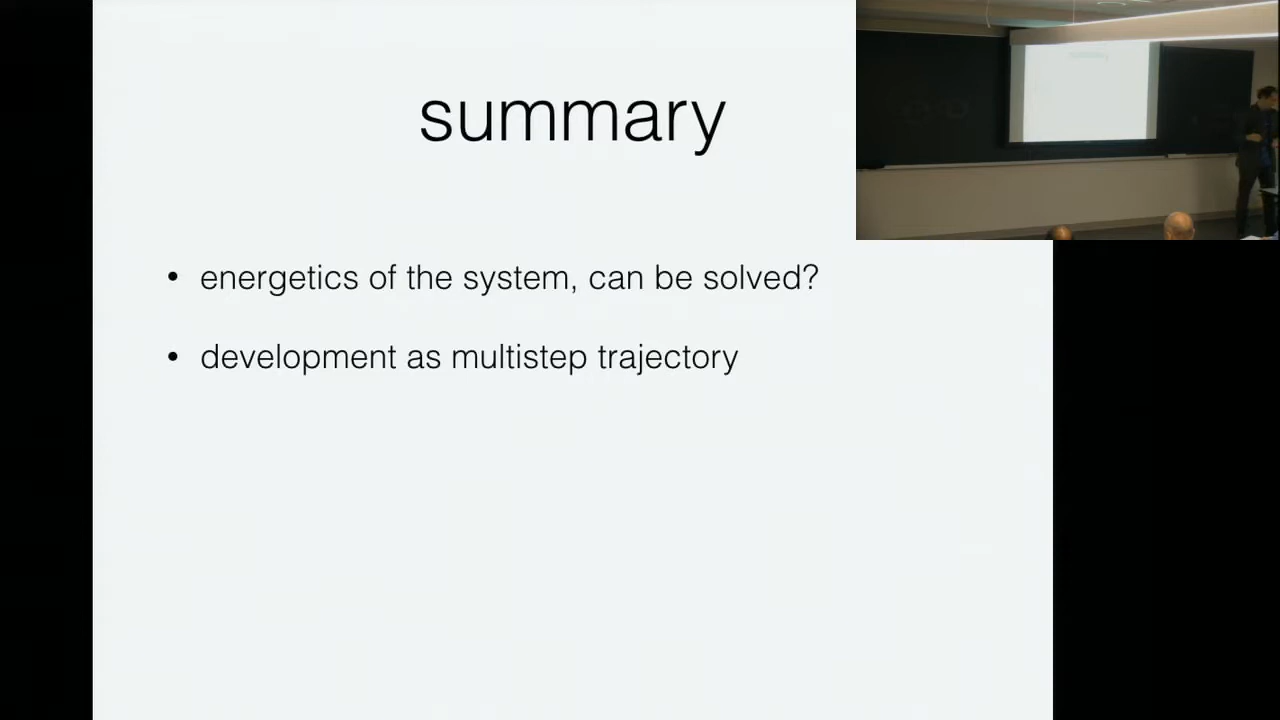 summary
• energetics of the system, can be solved?
• development as multistep trajectory